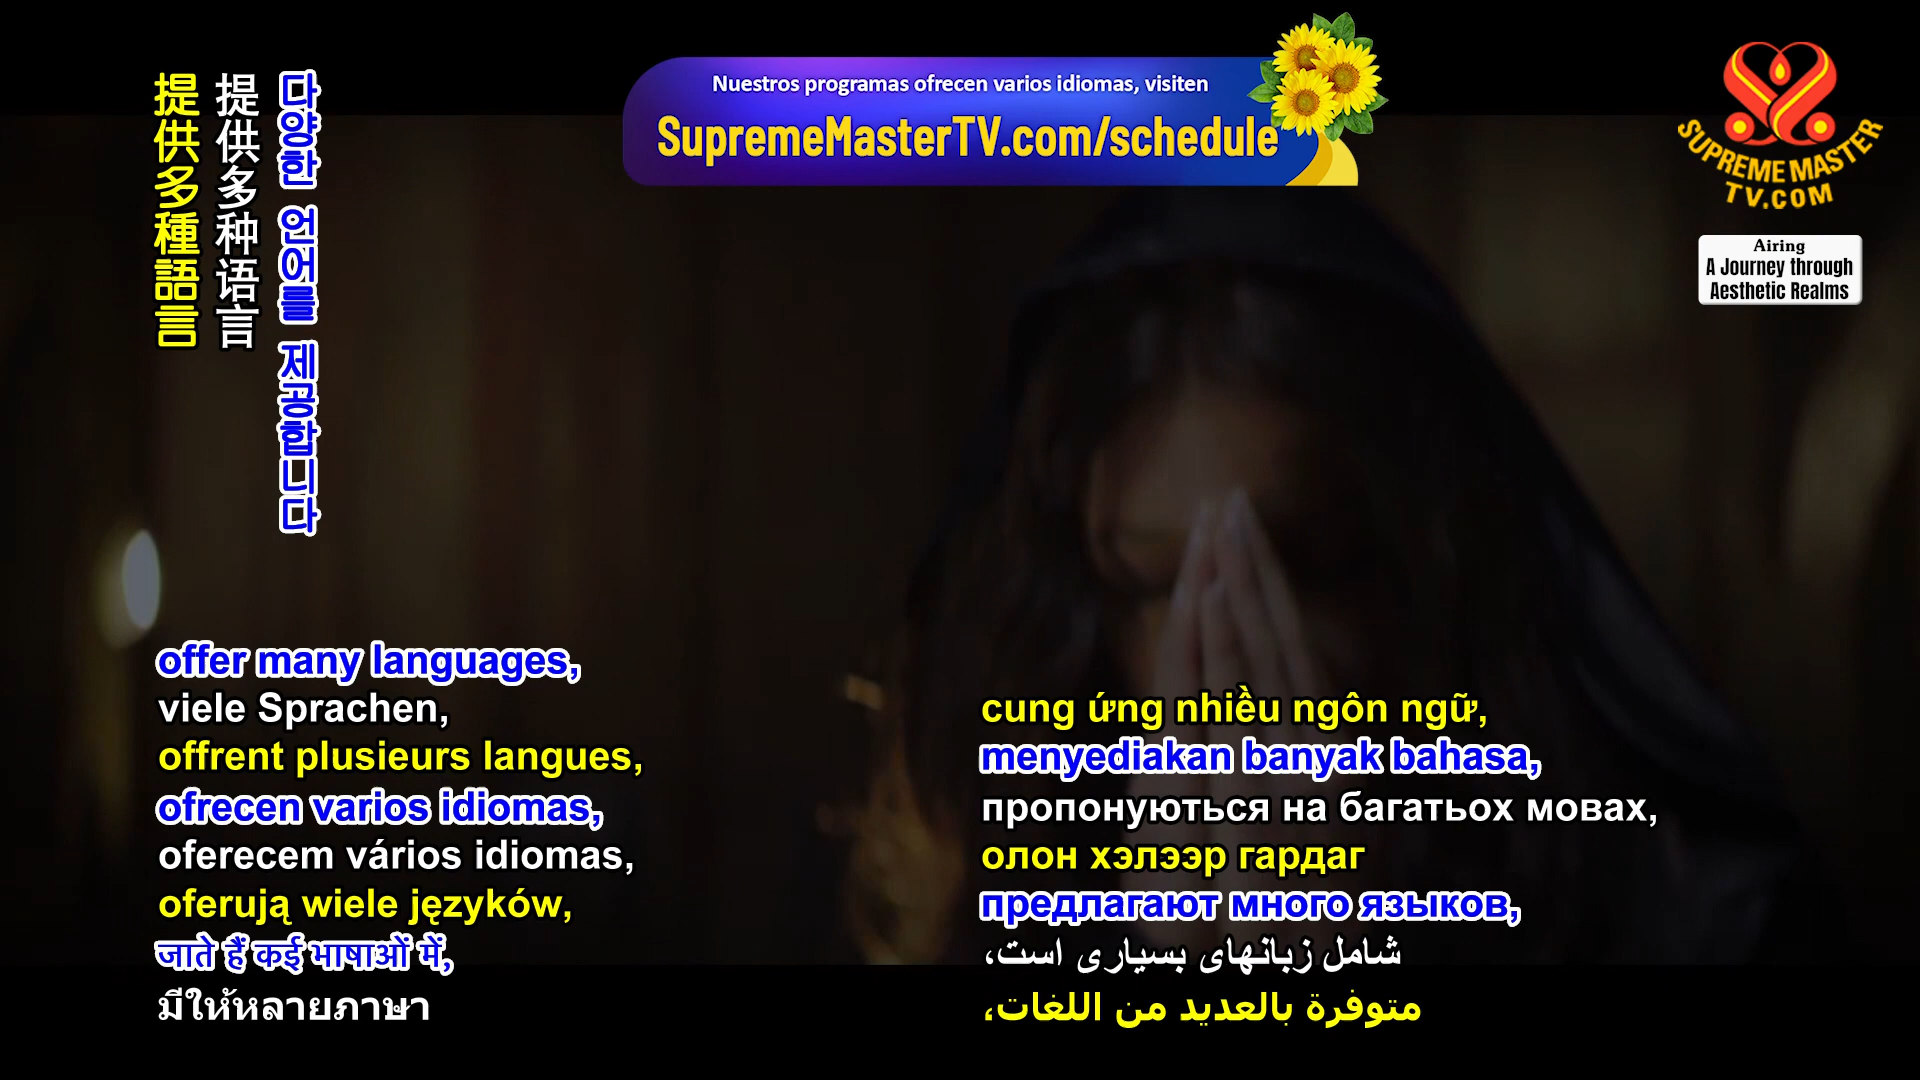 提供多種語言
提供多种语言
다양한 언어를 제공합니다
Nuestros programas ofrecen varios idiomas, visiten
SupremeMasterTV.com/schedule
SUPREME MASTER
TV.COM
Airing
A Journey through
Aesthetic Realms
offer many languages,
viele Sprachen,
offrent plusieurs langues,
ofrecen varios idiomas,
oferecem vários idiomas,
oferują wiele języków,
जाते हैं कई भाषाओं में,
มีให้หลายภาษา
cung ứng nhiều ngôn ngữ,
menyediakan banyak bahasa,
пропонуються на багатьох мовах,
олон хэлээр гардаг
предлагают много языков,
شامل زبانهای بسیاری است،
متوفرة بالعديد من اللغات،